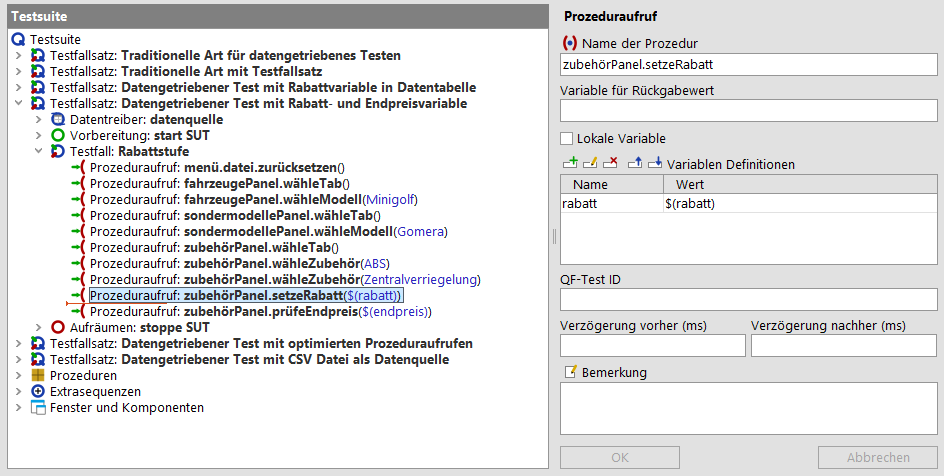 Testsuite
Testsuite
Testfallsatz: Traditionelle Art für datengetriebenes Testen
Testfallsatz: Traditionelle Art mit Testfallsatz
Testfallsatz: Datengetriebener Test mit Rabattvariable in Datentabelle
Testfallsatz: Datengetriebener Test mit Rabatt- und Endpreisvariable
Datentreiber: datenquelle
Vorbereitung: start SUT
Testfall: Rabattstufe
Prozeduraufruf: menü.datei.zurücksetzen()
Prozeduraufruf: fahrzeugePanel.wähleTab()
Prozeduraufruf: fahrzeugePanel.wähleModell(Minigolf)
Prozeduraufruf: sondermodellePanel.wähleTab()
Prozeduraufruf: sondermodellePanel.wähleModell(Gomera)
Prozeduraufruf: zubehörPanel.wähleTab()
Prozeduraufruf: zubehörPanel.wähleZubehör(ABS)
Prozeduraufruf: zubehörPanel.wähleZubehör(Zentralverriegelung)
Prozeduraufruf: zubehörPanel.setzeRabatt($(rabatt))
Prozeduraufruf: zubehörPanel.prüfeEndpreis($(endpreis))
Aufräumen: stoppe SUT
Testfallsatz: Datengetriebener Test mit optimierten Prozeduraufrufen
Testfallsatz: Datengetriebener Test mit CSV Datei als Datenquelle
Prozeduren
Extrasequenzen
Fenster und Komponenten
Prozeduraufruf
Name der Prozedur
zubehörPanel.setzeRabatt
Variable für Rückgabewert
Lokale Variable
Variablen Definitionen
Name Wert
rabatt $(rabatt)
QF-Test ID
Verzögerung vorher (ms) Verzögerung nachher (ms)
Bemerkung
OK Abbrechen